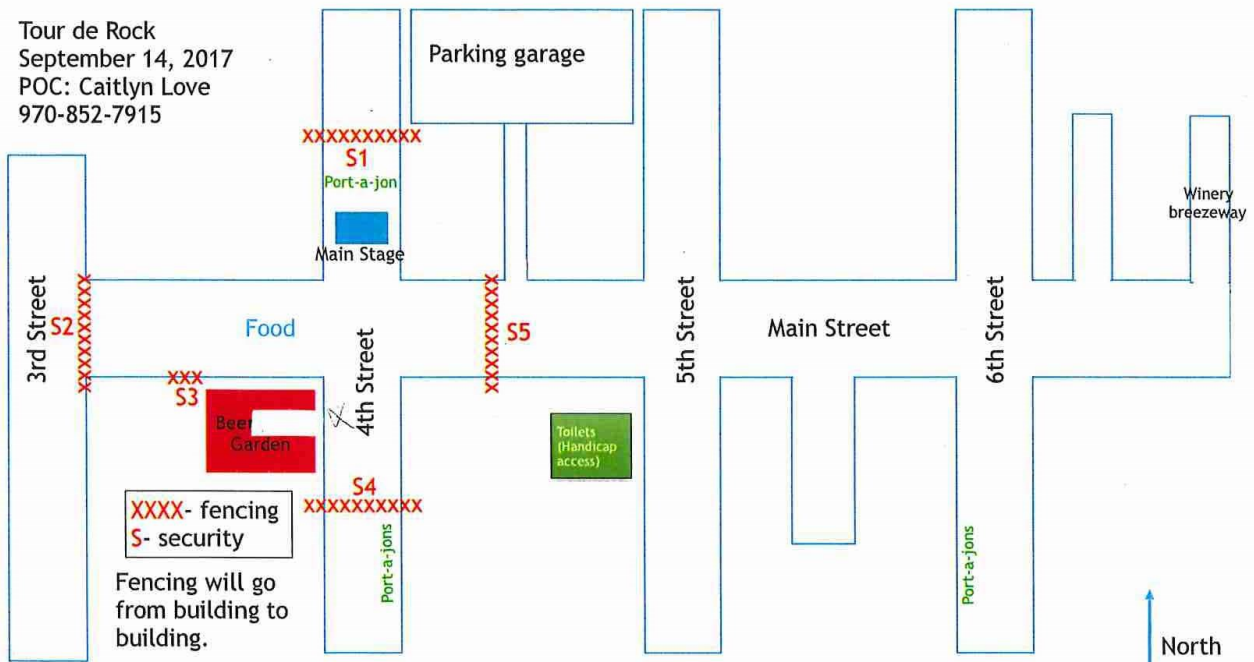 Tour de Rock
September 14, 2017
POC: Caitlyn Love
970-852-7915
Parking garage
XXXXXXXXXX
S1
Port-a-jon
Main Stage
Winery
breezeway
3rd Street
XXXXXXXXXX
S2
Food
4th Street
XXXXXXXXXX
S5
5th Street
Main Street
6th Street
XXX
S3
Beer
Garden
X
Toilets
(Handicap
access)
S4
XXXXXXXXXX
XXXX- fencing
S- security
Port-a-jons
Port-a-jons
Fencing will go
from building to
building.
North